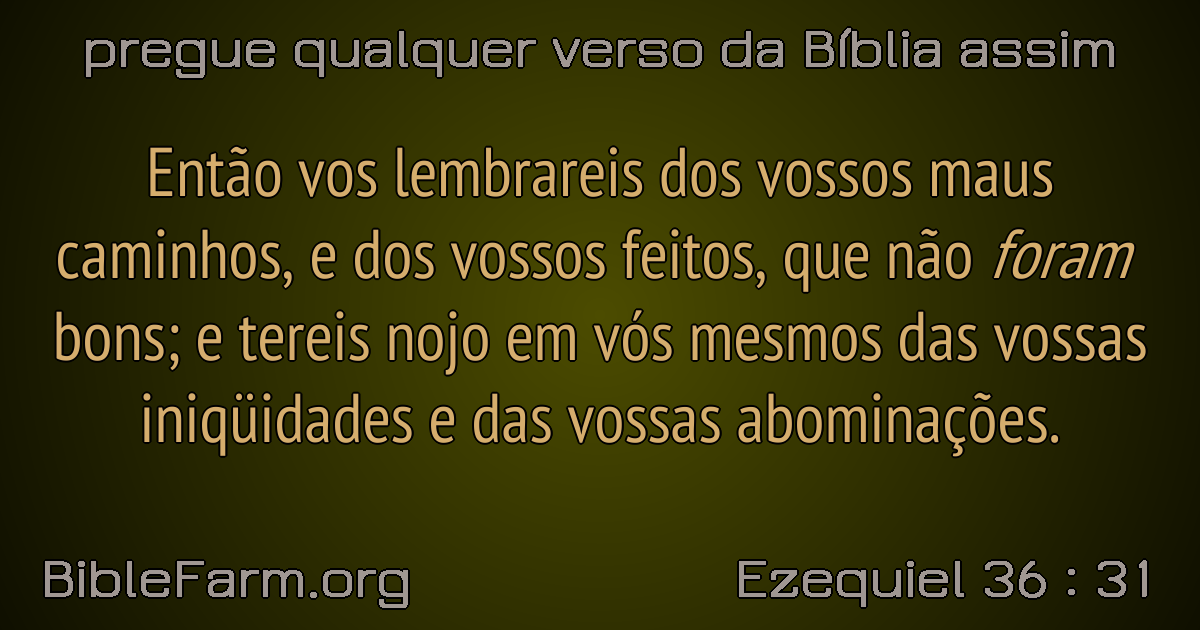 pregue qualquer verso da Bíblia assim
Então vos lembrareis dos vossos maus
caminhos, e dos vossos feitos, que não foram
bons; e tereis nojo em vós mesmos das vossas
iniqüidades e das vossas abominações.
BibleFarm.org
Ezequiel 36 : 31